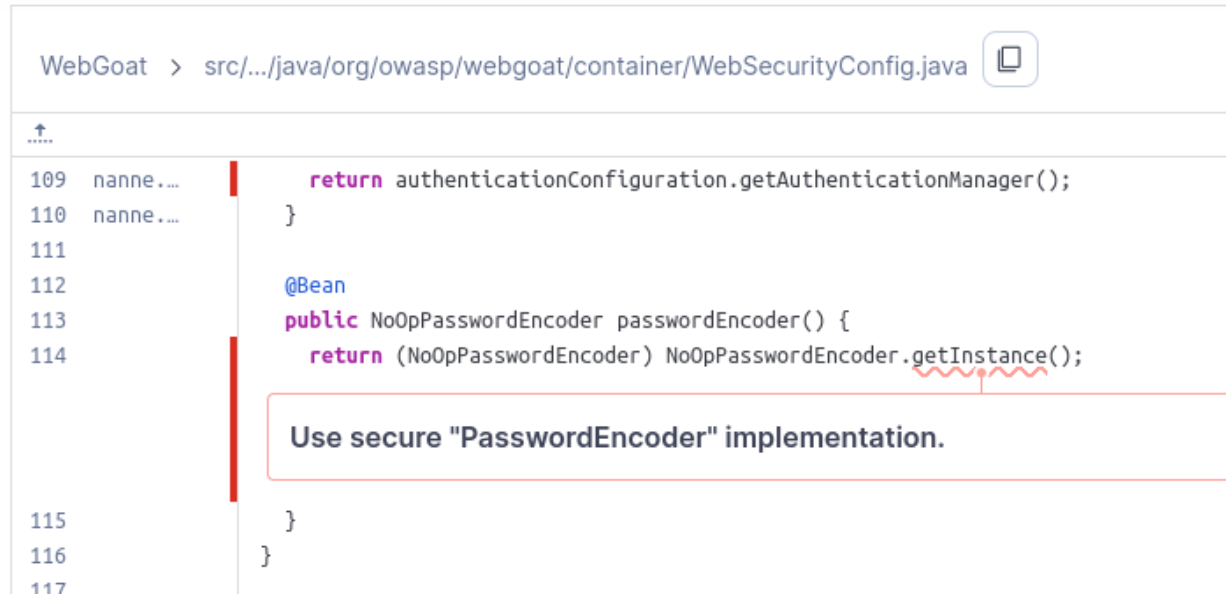 WebGoat > src/.../java/org/owasp/webgoat/container/WebSecurityConfig.java
109 nanne.… return authenticationConfiguration.getAuthenticationManager();
110 nanne.… }
111
112 @Bean
113 public NoOpPasswordEncoder passwordEncoder() {
114 return (NoOpPasswordEncoder) NoOpPasswordEncoder.getInstance();
Use secure "PasswordEncoder" implementation.
115 }
116 }
117